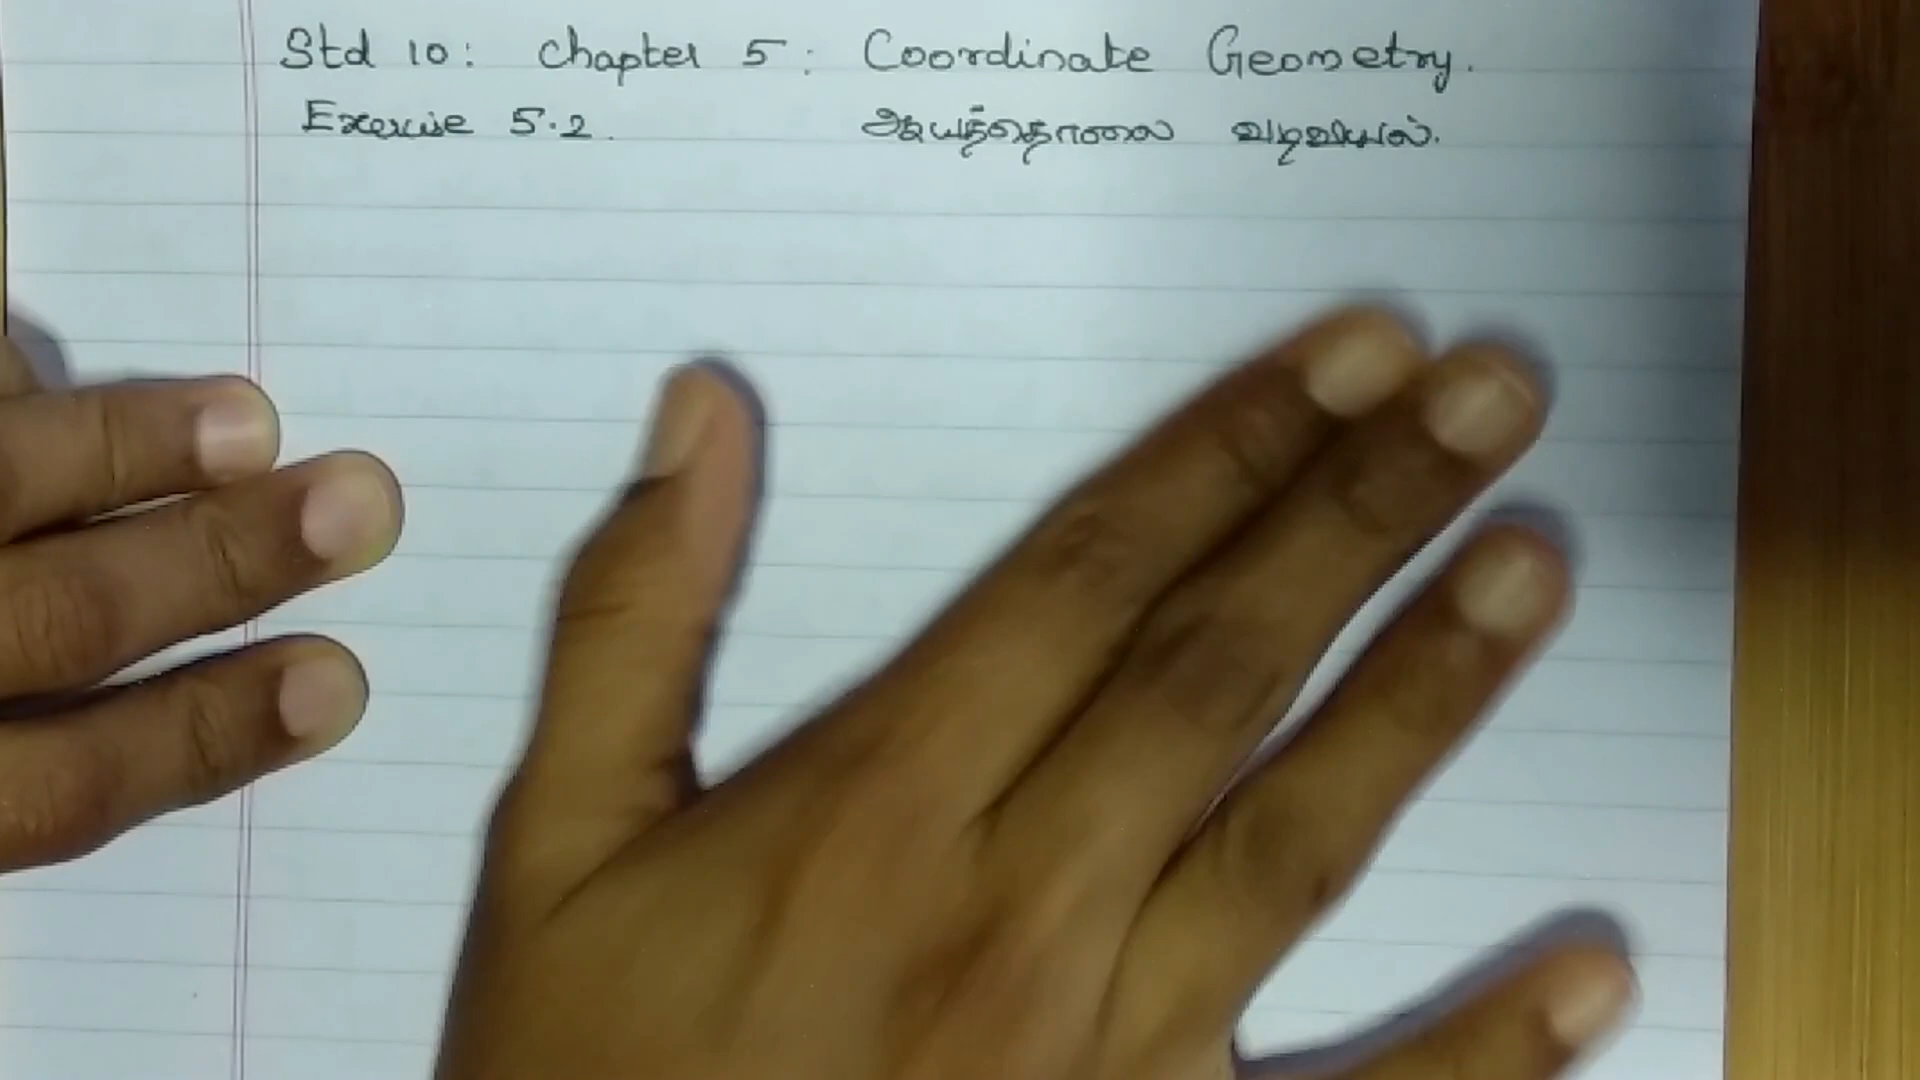 Std 10: Chapter 5: Coordinate Geometry.
Exercise 5.2. ஆயத்தொலை வடிவியல்.